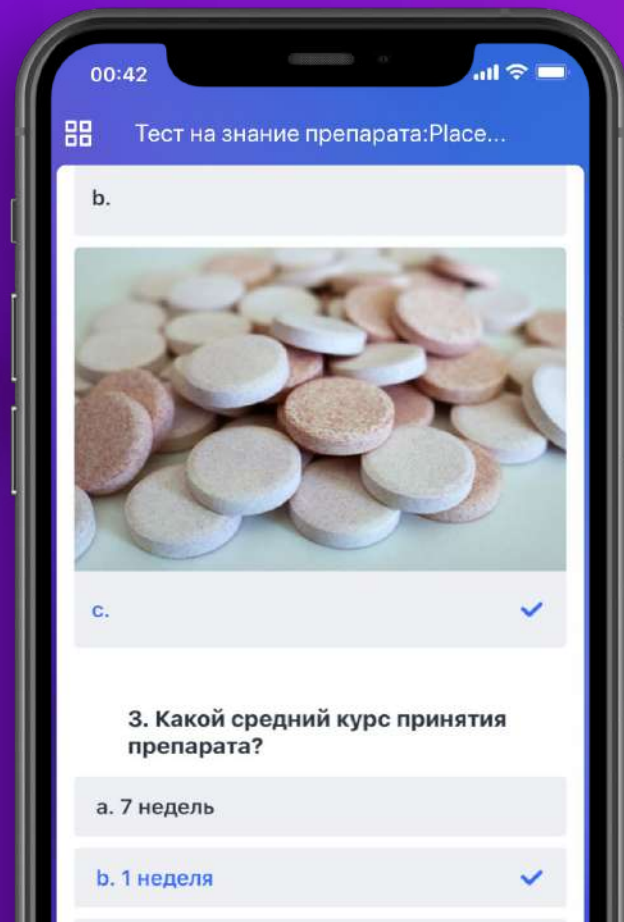 00:42
Тест на знание препарата:Place...
b.
c.
3. Какой средний курс принятия
препарата?
a. 7 недель
b. 1 неделя